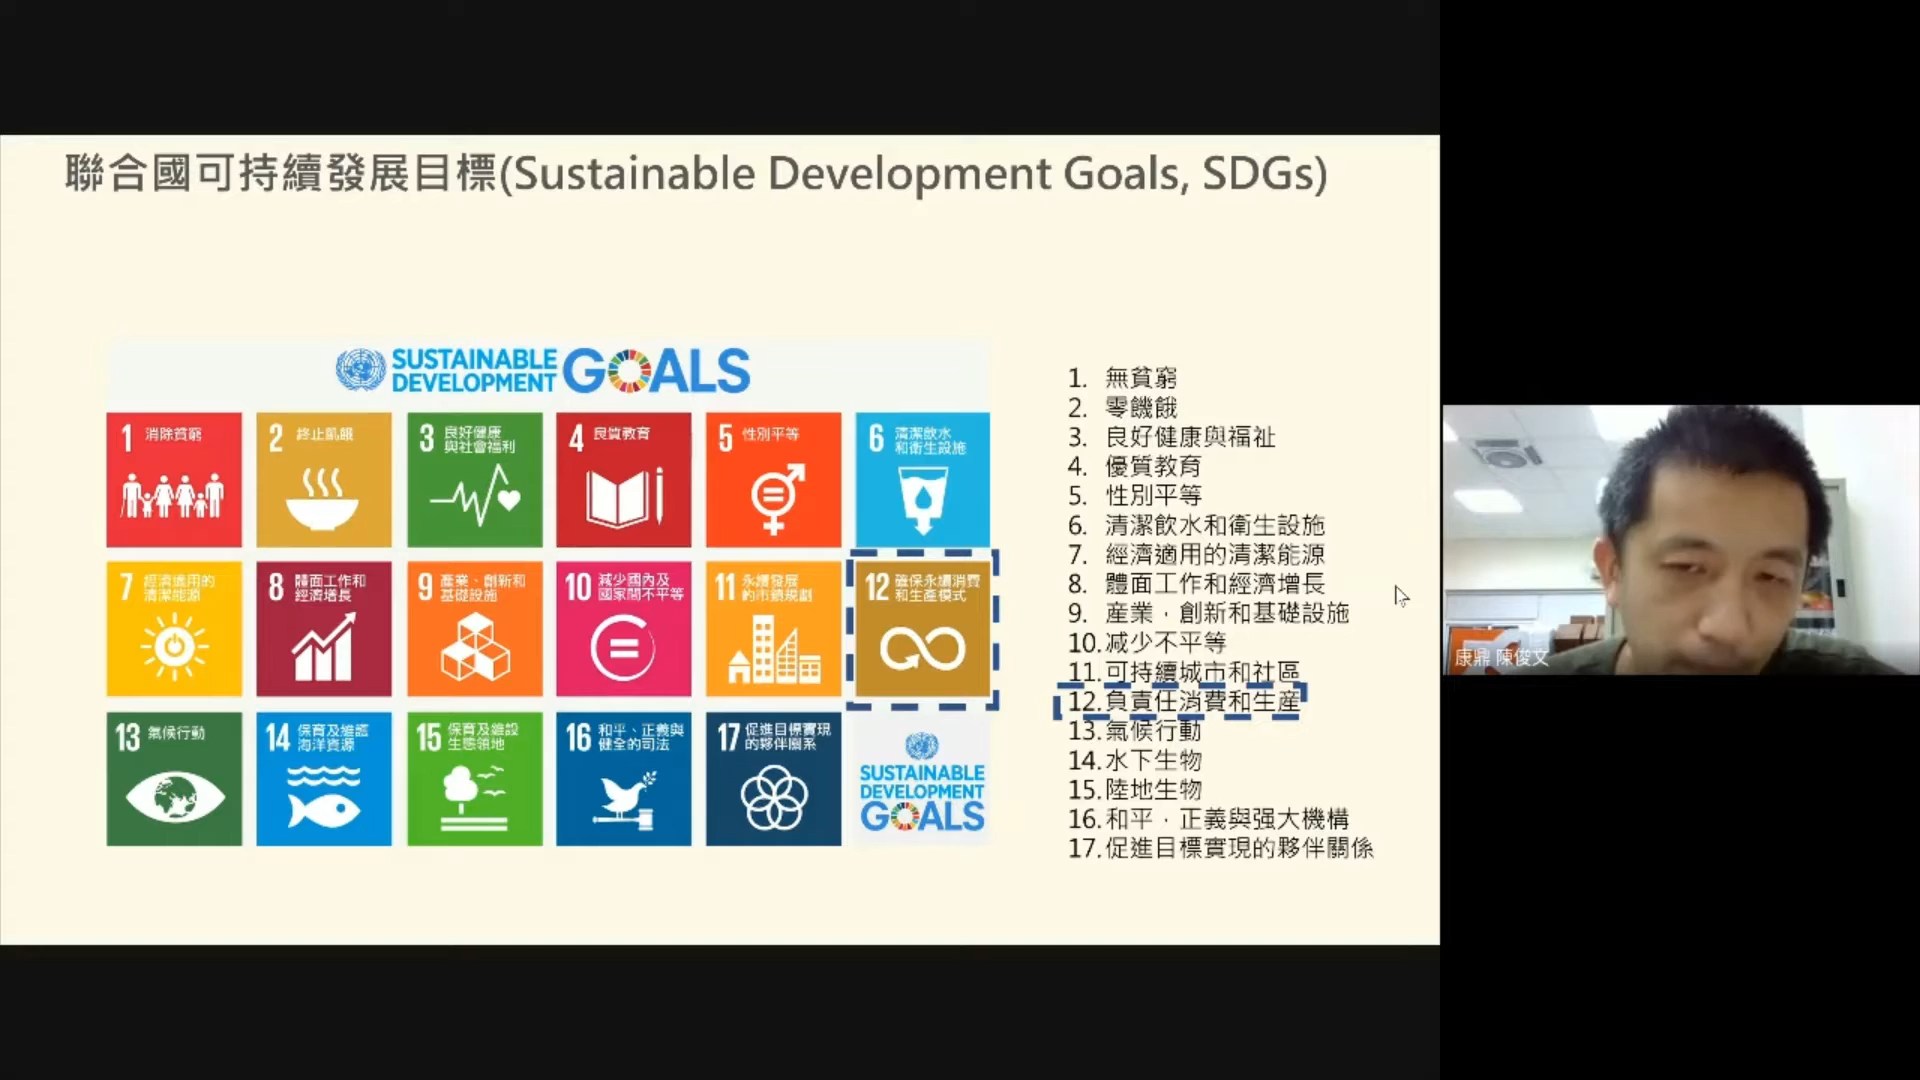 聯合國可持續發展目標(Sustainable Development Goals, SDGs)
SUSTAINABLE
DEVELOPMENT
GOALS
1 消除貧窮
2 終止飢餓
3 良好健康
與社會福利
4 良質教育
5 性別平等
6 清潔飲水
和衛生設施
7 經濟適用的
清潔能源
8 體面工作和
經濟增長
9 產業、創新和
基礎設施
10 減少國內及
國家間不平等
11 永續發展
的市鎮規劃
12 確保永續消費
和生產模式
13 氣候行動
14 保育及維護
海洋資源
15 保育及維護
生態領地
16 和平、正義與
健全的司法
17 促進目標實現
的夥伴關系
SUSTAINABLE
DEVELOPMENT
GOALS
1. 無貧窮
2. 零饑餓
3. 良好健康與福祉
4. 優質教育
5. 性別平等
6. 清潔飲水和衛生設施
7. 經濟適用的清潔能源
8. 體面工作和經濟增長
9. 産業，創新和基礎設施
10. 减少不平等
11. 可持續城市和社區
12. 負責任消費和生産
13. 氣候行動
14. 水下生物
15. 陸地生物
16. 和平，正義與强大機構
17. 促進目標實現的夥伴關係
康鼎 陳俊文